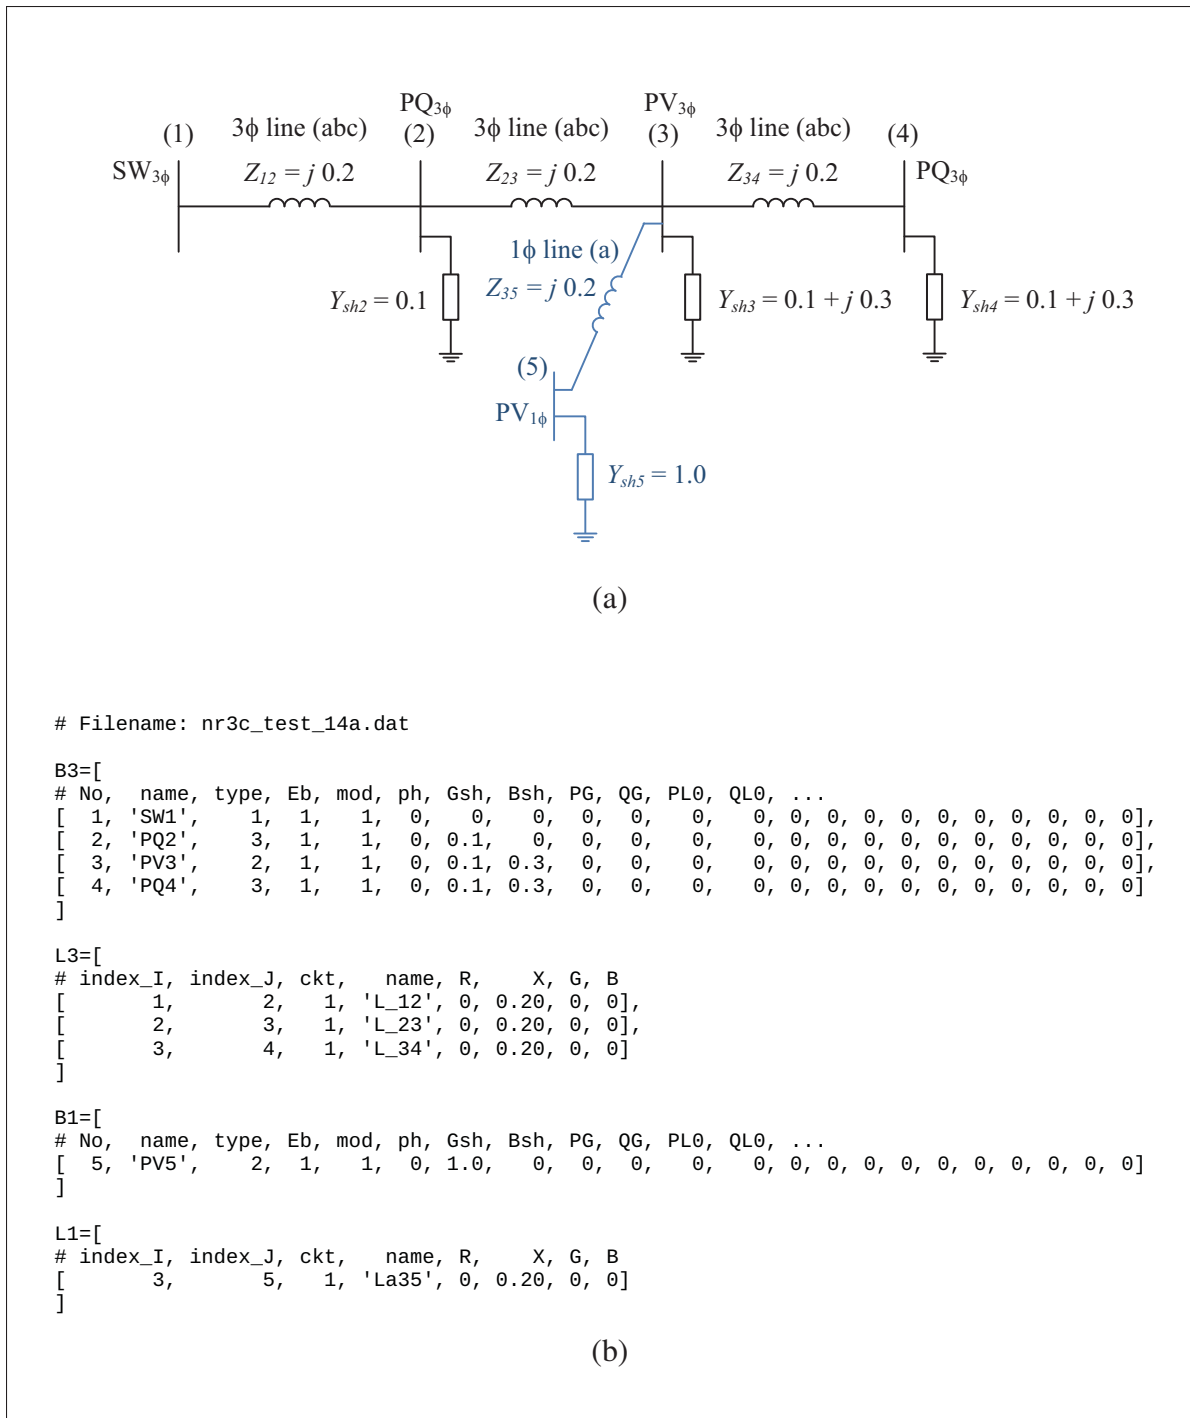 PQ3ϕ PV3ϕ
(1) 3ϕ line (abc) (2) 3ϕ line (abc) (3) 3ϕ line (abc) (4)
SW3ϕ Z12 = j 0.2 Z23 = j 0.2 Z34 = j 0.2 PQ3ϕ
1ϕ line (a)
Ysh2 = 0.1 Z35 = j 0.2 Ysh3 = 0.1 + j 0.3 Ysh4 = 0.1 + j 0.3
(5)
PV1ϕ
Ysh5 = 1.0
(a)
# Filename: nr3c_test_14a.dat
B3=[
# No, name, type, Eb, mod, ph, Gsh, Bsh, PG, QG, PL0, QL0, ...
[ 1, 'SW1', 1, 1, 1, 0, 0, 0, 0, 0, 0, 0, 0, 0, 0, 0, 0, 0, 0, 0, 0],
[ 2, 'PQ2', 3, 1, 1, 0, 0.1, 0, 0, 0, 0, 0, 0, 0, 0, 0, 0, 0, 0, 0, 0],
[ 3, 'PV3', 2, 1, 1, 0, 0.1, 0.3, 0, 0, 0, 0, 0, 0, 0, 0, 0, 0, 0, 0, 0],
[ 4, 'PQ4', 3, 1, 1, 0, 0.1, 0.3, 0, 0, 0, 0, 0, 0, 0, 0, 0, 0, 0, 0, 0]
]
L3=[
# index_I, index_J, ckt, name, R, X, G, B
[ 1, 2, 1, 'L_12', 0, 0.20, 0, 0],
[ 2, 3, 1, 'L_23', 0, 0.20, 0, 0],
[ 3, 4, 1, 'L_34', 0, 0.20, 0, 0]
]
B1=[
# No, name, type, Eb, mod, ph, Gsh, Bsh, PG, QG, PL0, QL0, ...
[ 5, 'PV5', 2, 1, 1, 0, 1.0, 0, 0, 0, 0, 0, 0, 0, 0, 0, 0, 0, 0, 0, 0]
]
L1=[
# index_I, index_J, ckt, name, R, X, G, B
[ 3, 5, 1, 'La35', 0, 0.20, 0, 0]
]
(b)